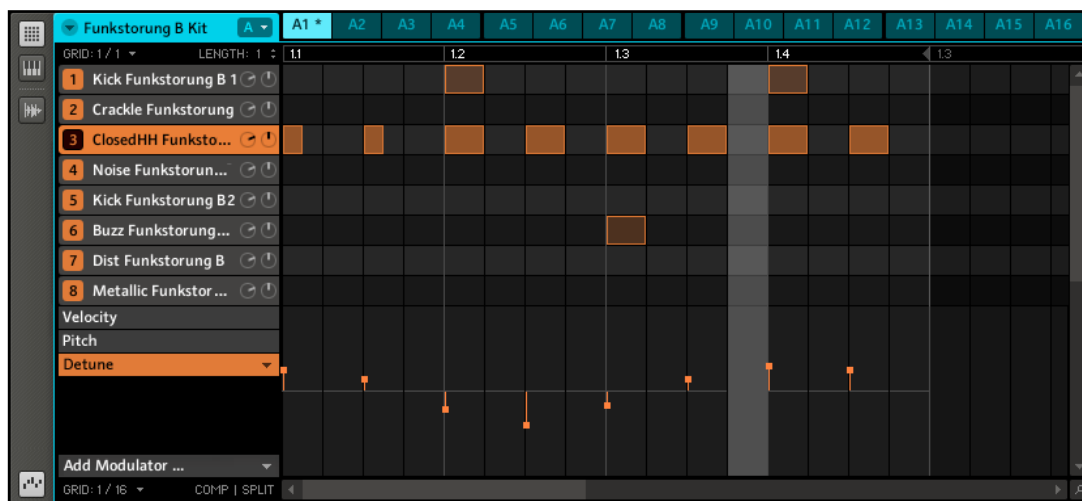 Funkstorung B Kit A A1 * A2 A3 A4 A5 A6 A7 A8 A9 A10 A11 A12 A13 A14 A15 A16
GRID: 1 / 1 LENGTH: 1 1.1 1.2 1.3 1.4 1.3
1 Kick Funkstorung B 1
2 Crackle Funkstorung
3 ClosedHH Funksto...
4 Noise Funkstorun...
5 Kick Funkstorung B2
6 Buzz Funkstorung...
7 Dist Funkstorung B
8 Metallic Funkstor...
Velocity
Pitch
Detune
Add Modulator ...
GRID: 1 / 16 COMP | SPLIT